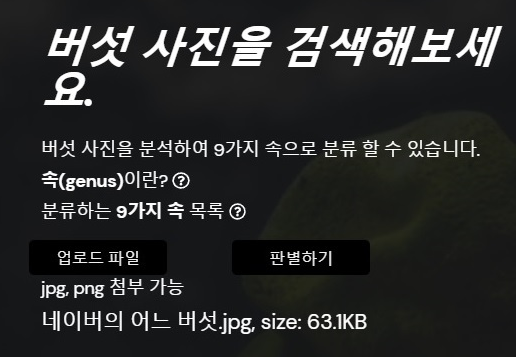 버섯 사진을 검색해보세
요.
버섯 사진을 분석하여 9가지 속으로 분류 할 수 있습니다.
속(genus)이란? ?
분류하는 9가지 속 목록 ?
업로드 파일 판별하기
jpg, png 첨부 가능
네이버의 어느 버섯.jpg, size: 63.1KB